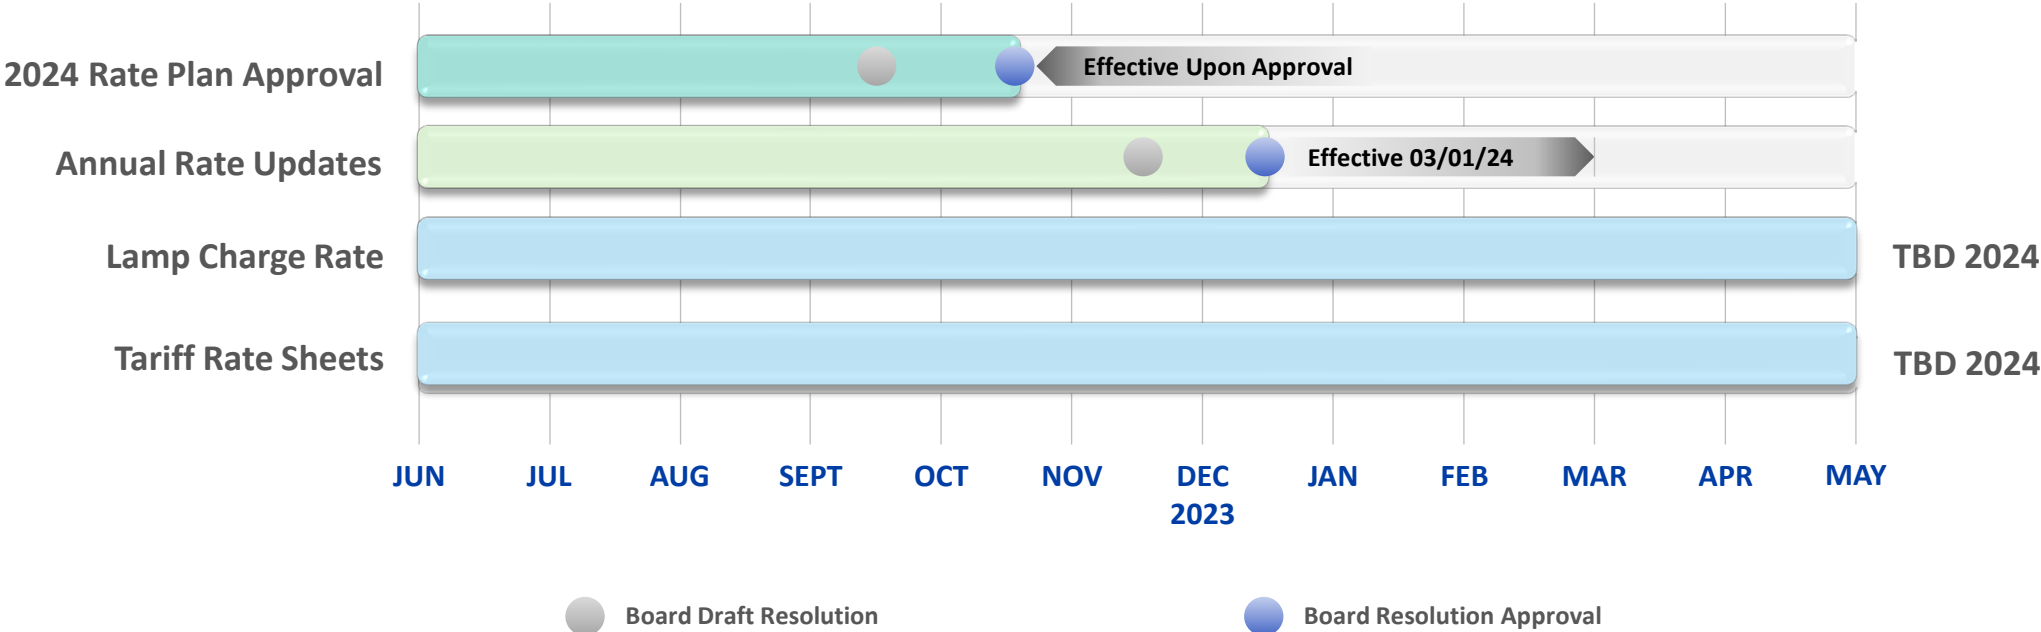 2024 Rate Plan Approval
Effective Upon Approval
Annual Rate Updates
Effective 03/01/24
Lamp Charge Rate
TBD 2024
Tariff Rate Sheets
TBD 2024
JUN JUL AUG SEPT OCT NOV DEC JAN FEB MAR APR MAY
2023
Board Draft Resolution
Board Resolution Approval